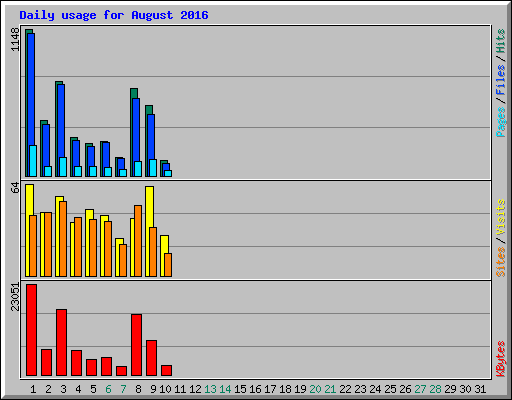 Daily usage for August 2016
1148
64
23051
Pages / Files / Hits
Sites / Visits
KBytes
1 2 3 4 5 6 7 8 9 10 11 12 13 14 15 16 17 18 19 20 21 22 23 24 25 26 27 28 29 30 31